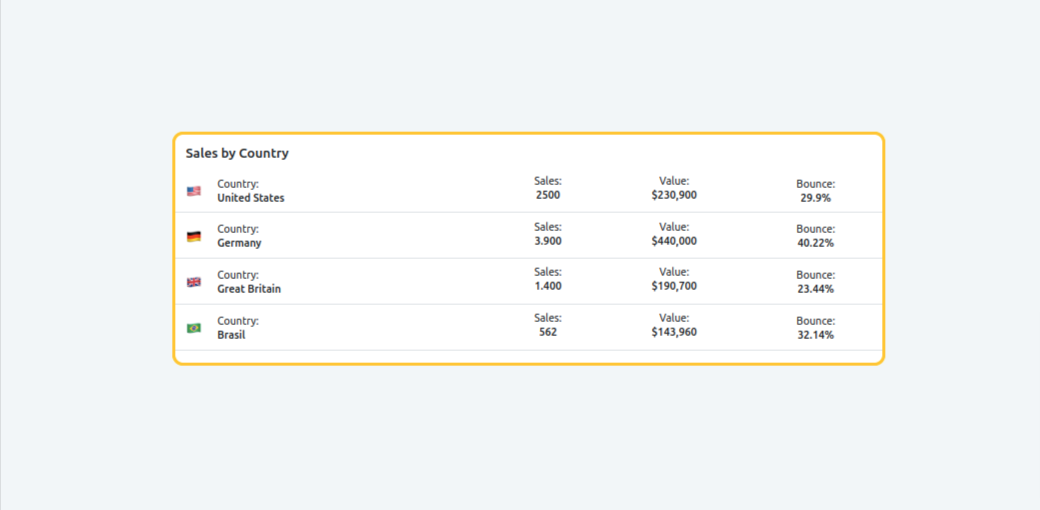 Sales by Country
Country: Sales: Value: Bounce:
United States 2500 $230,900 29.9%
Country: Sales: Value: Bounce:
Germany 3.900 $440,000 40.22%
Country: Sales: Value: Bounce:
Great Britain 1.400 $190,700 23.44%
Country: Sales: Value: Bounce:
Brasil 562 $143,960 32.14%